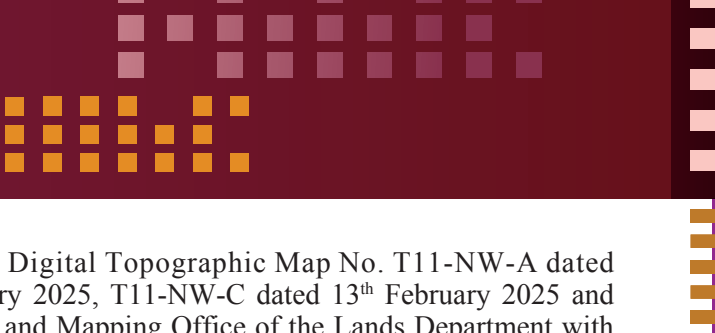 Digital Topographic Map No. T11-NW-A dated
ry 2025, T11-NW-C dated 13th February 2025 and
and Mapping Office of the Lands Department with